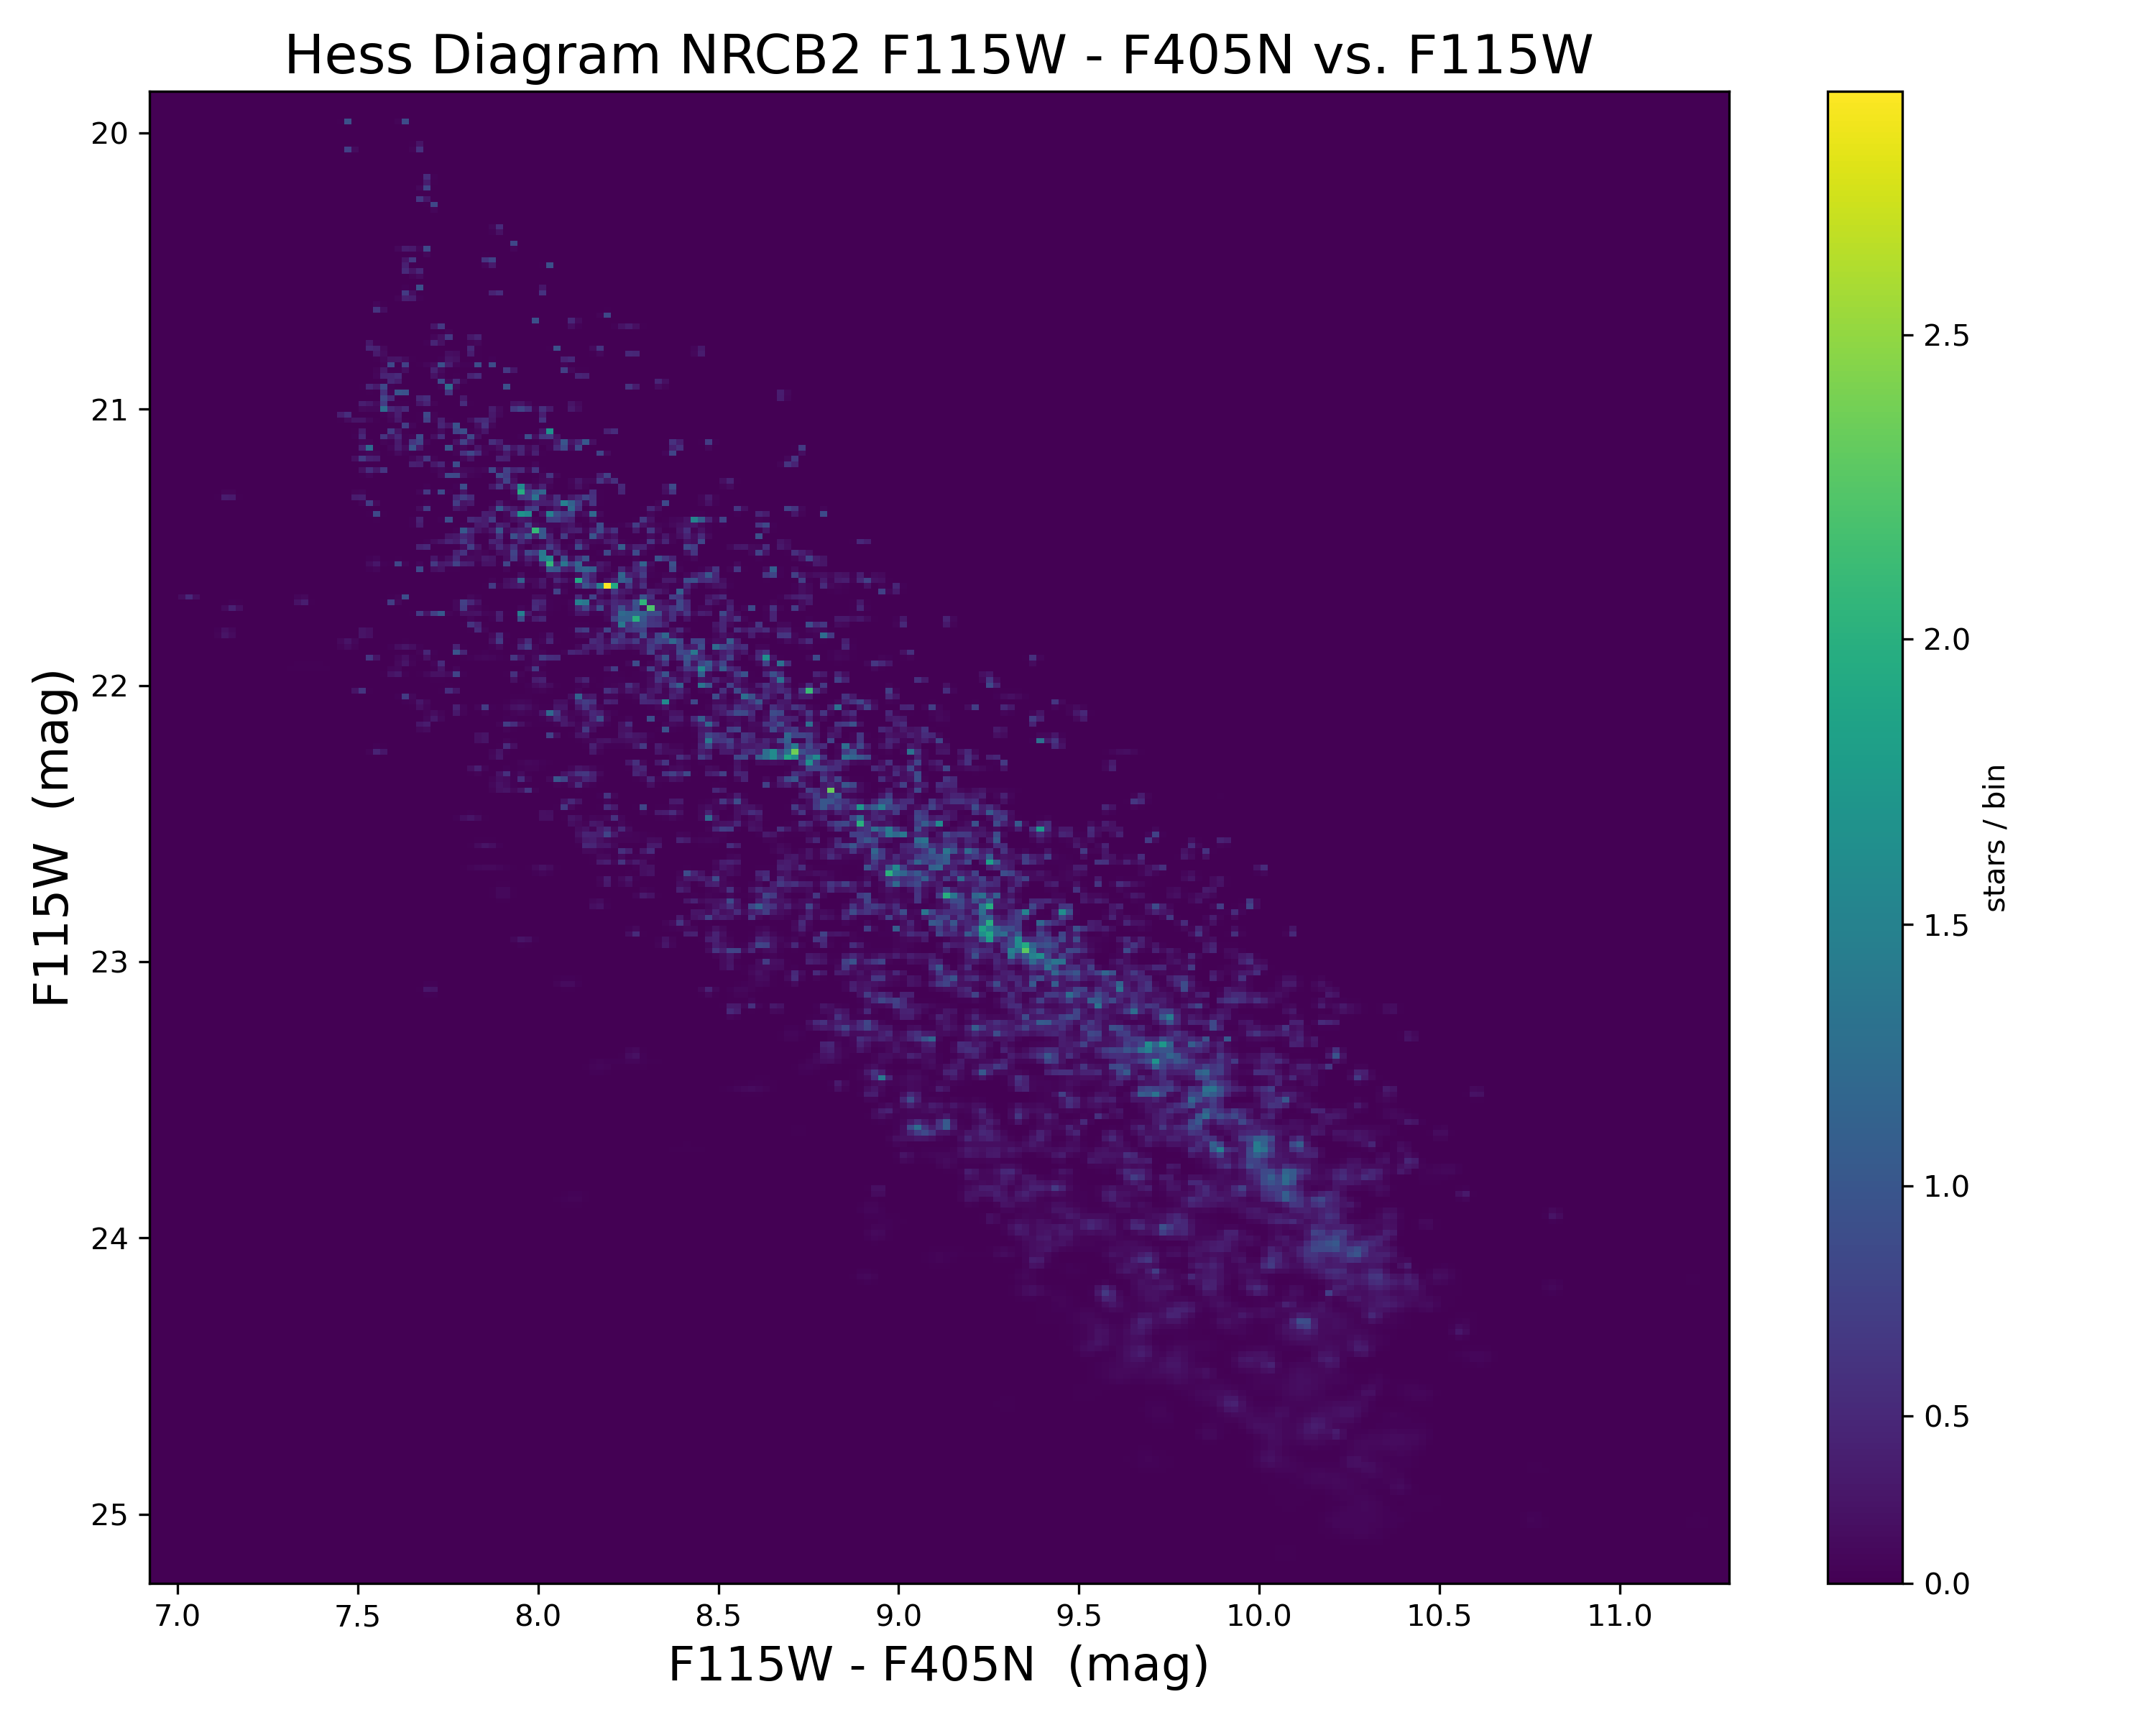 Hess Diagram NRCB2 F115W - F405N vs. F115W
20
21
22
23
24
25
F115W (mag)
7.0 7.5 8.0 8.5 9.0 9.5 10.0 10.5 11.0
F115W - F405N (mag)
2.5
2.0
1.5
1.0
0.5
0.0
stars / bin